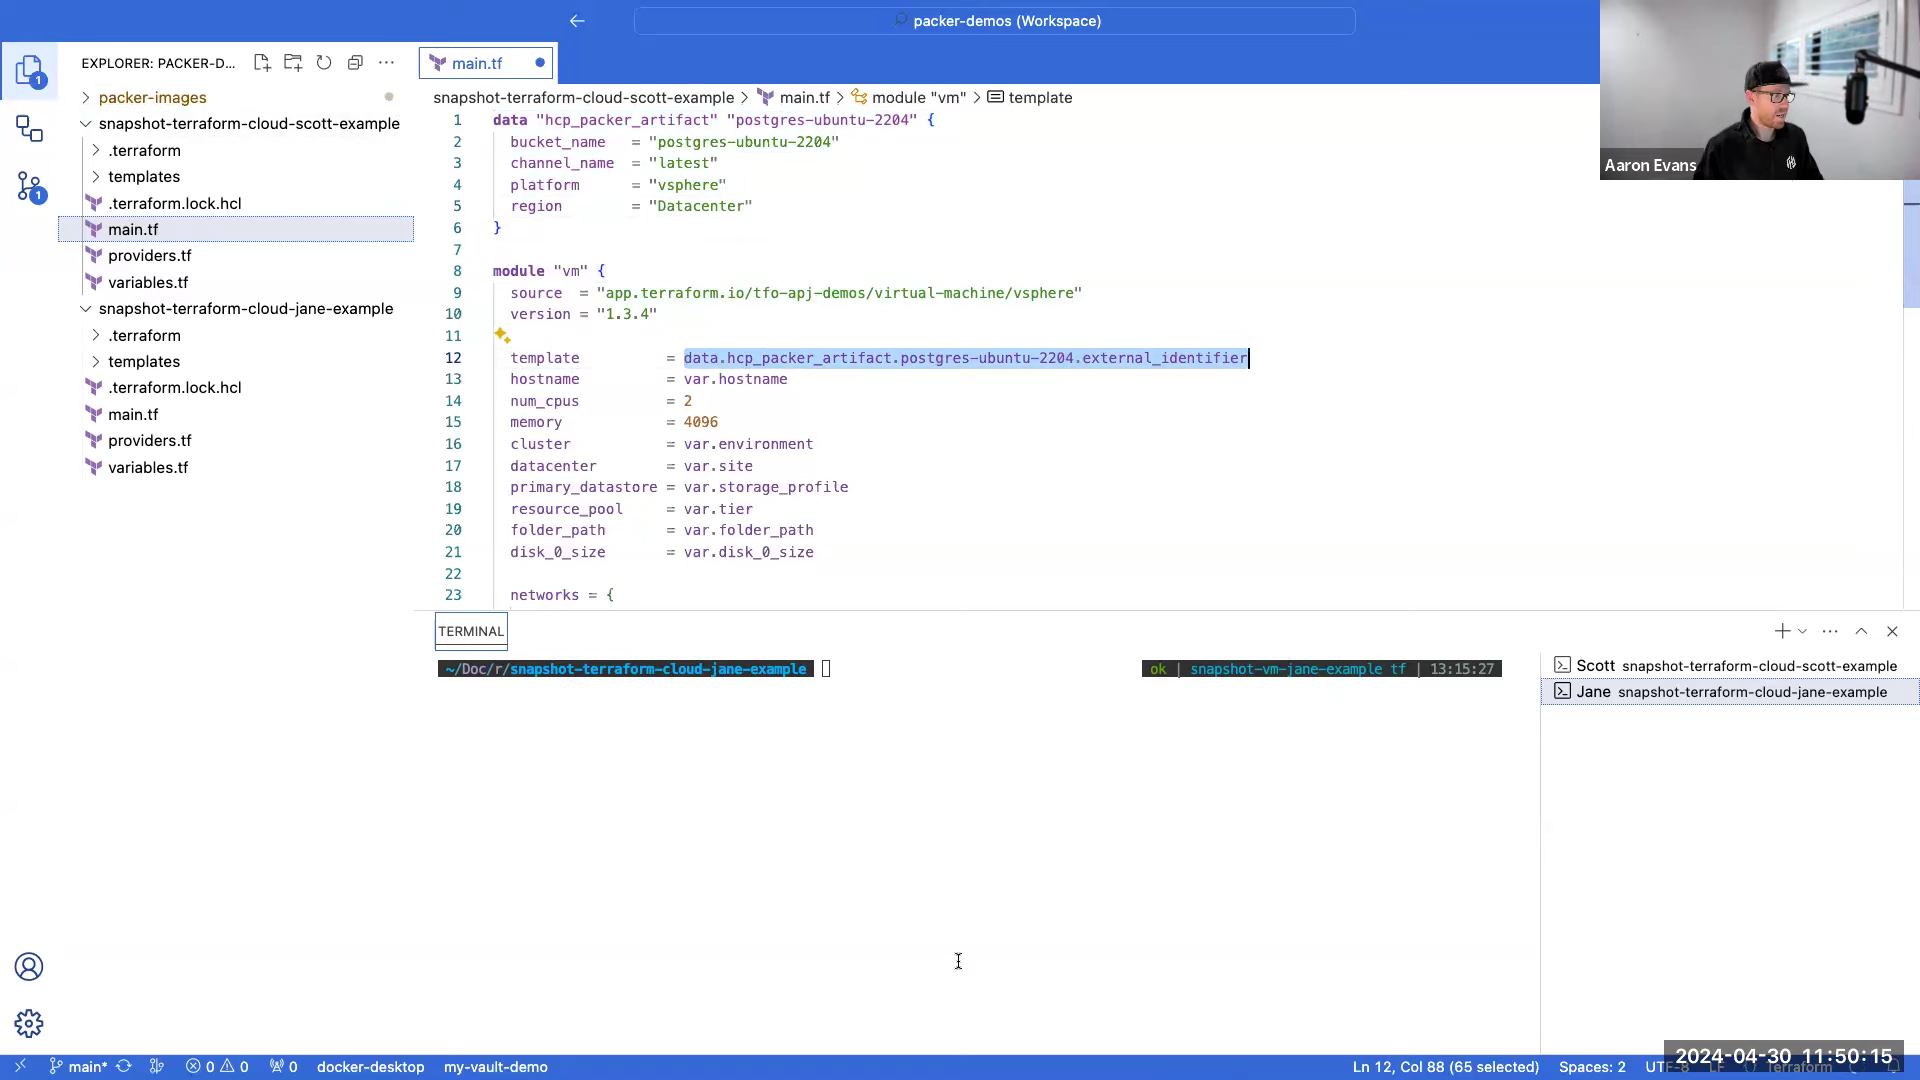 packer-demos (Workspace)
EXPLORER: PACKER-D...
main.tf
Aaron Evans
packer-images
snapshot-terraform-cloud-scott-example
.terraform
templates
.terraform.lock.hcl
main.tf
providers.tf
variables.tf
snapshot-terraform-cloud-jane-example
.terraform
templates
.terraform.lock.hcl
main.tf
providers.tf
variables.tf
snapshot-terraform-cloud-scott-example > main.tf > module "vm" > template
1 data "hcp_packer_artifact" "postgres-ubuntu-2204" {
2 bucket_name = "postgres-ubuntu-2204"
3 channel_name = "latest"
4 platform = "vsphere"
5 region = "Datacenter"
6 }
7
8 module "vm" {
9 source = "app.terraform.io/tfo-apj-demos/virtual-machine/vsphere"
10 version = "1.3.4"
11
12 template = data.hcp_packer_artifact.postgres-ubuntu-2204.external_identifier
13 hostname = var.hostname
14 num_cpus = 2
15 memory = 4096
16 cluster = var.environment
17 datacenter = var.site
18 primary_datastore = var.storage_profile
19 resource_pool = var.tier
20 folder_path = var.folder_path
21 disk_0_size = var.disk_0_size
22
23 networks = {
TERMINAL
~/Doc/r/snapshot-terraform-cloud-jane-example
ok | snapshot-vm-jane-example tf | 13:15:27
Scott snapshot-terraform-cloud-scott-example
Jane snapshot-terraform-cloud-jane-example
1
1
main* 0 0 0 docker-desktop my-vault-demo
Ln 12, Col 88 (65 selected) Spaces: 2 UTF-8 LF Terraform
2024-04-30 11:50:15